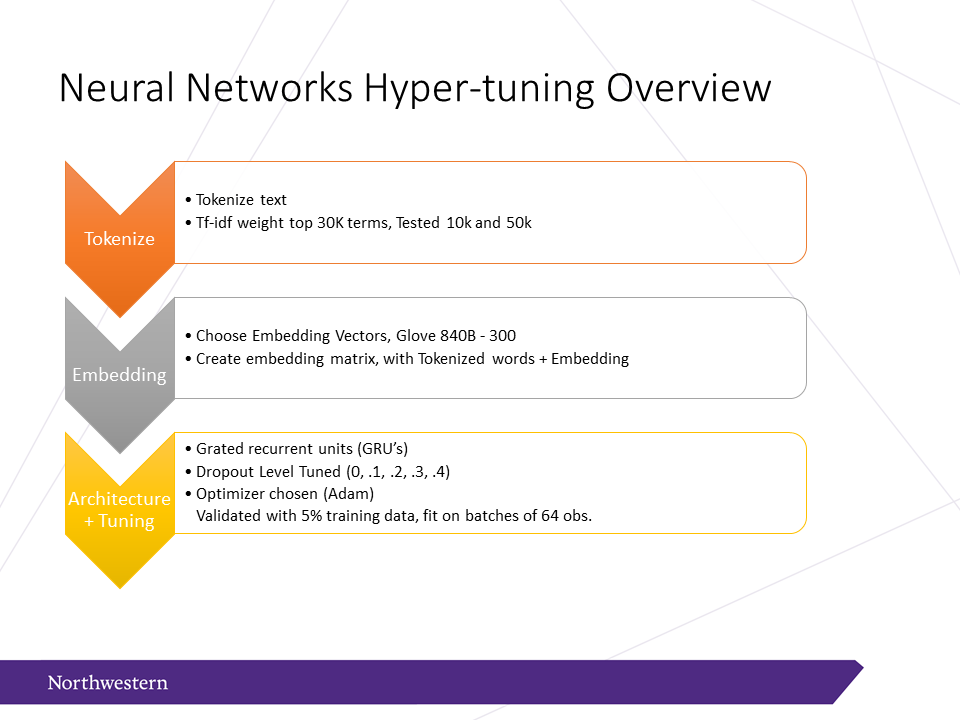 Neural Networks Hyper-tuning Overview
Tokenize
• Tokenize text
• Tf-idf weight top 30K terms, Tested 10k and 50k
Embedding
• Choose Embedding Vectors, Glove 840B - 300
• Create embedding matrix, with Tokenized words + Embedding
Architecture
+ Tuning
• Grated recurrent units (GRU's)
• Dropout Level Tuned (0, .1, .2, .3, .4)
• Optimizer chosen (Adam)
Validated with 5% training data, fit on batches of 64 obs.
Northwestern